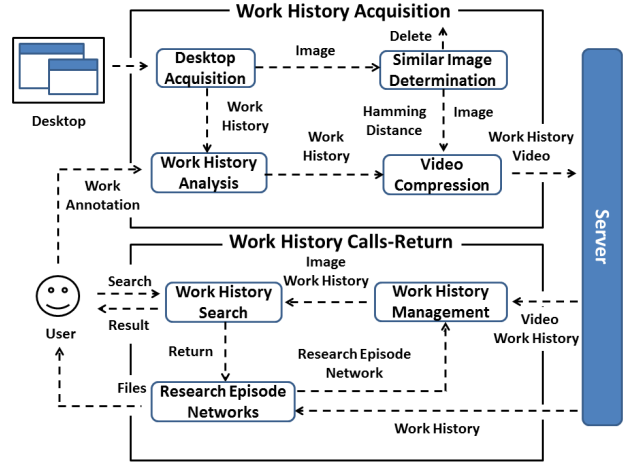 Work History Acquisition
Desktop
Desktop
Acquisition
Image
Delete
Similar Image
Determination
Work
History
Hamming
Distance
Image
Work History
Analysis
Work
History
Video
Compression
Work History
Video
Work
Annotation
Server
Work History Calls-Return
User
Search
Result
Work History
Search
Image
Work History
Work History
Management
Video
Work History
Return
Research Episode
Network
Files
Research Episode
Networks
Work History